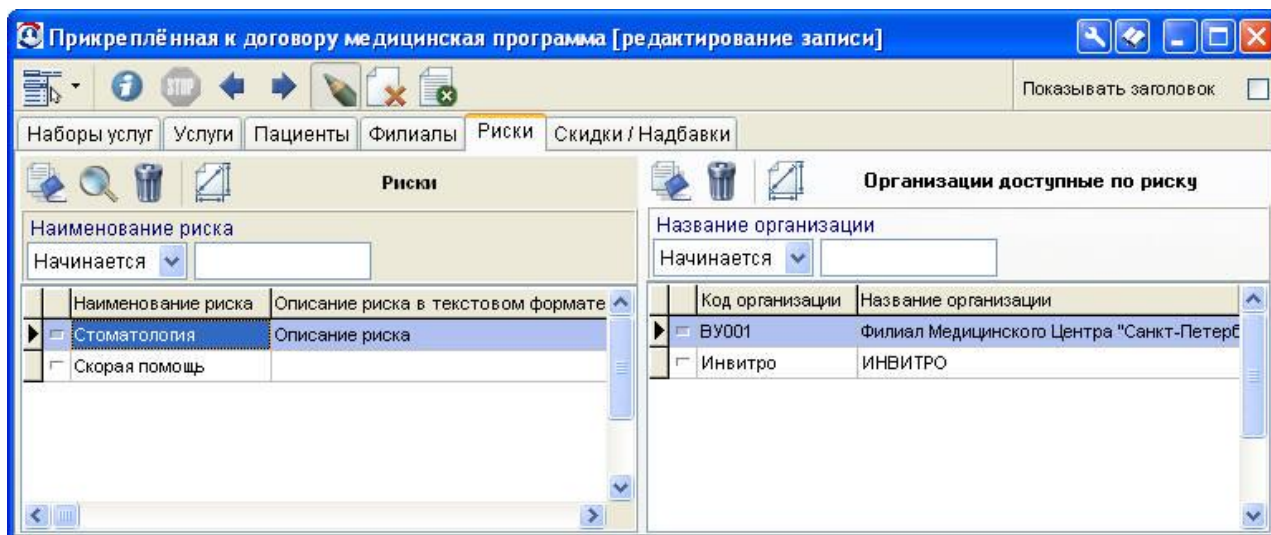 Прикреплённая к договору медицинская программа [редактирование записи]
STOP
Показывать заголовок
Наборы услуг Услуги Пациенты Филиалы Риски Скидки / Надбавки
Риски
Организации доступные по риску
Наименование риска
Начинается
Название организации
Начинается
Наименование риска Описание риска в текстовом формате
Стоматология Описание риска
Скорая помощь
Код организации Название организации
ВУ001 Филиал Медицинского Центра "Санкт-Петерб
Инвитро ИНВИТРО